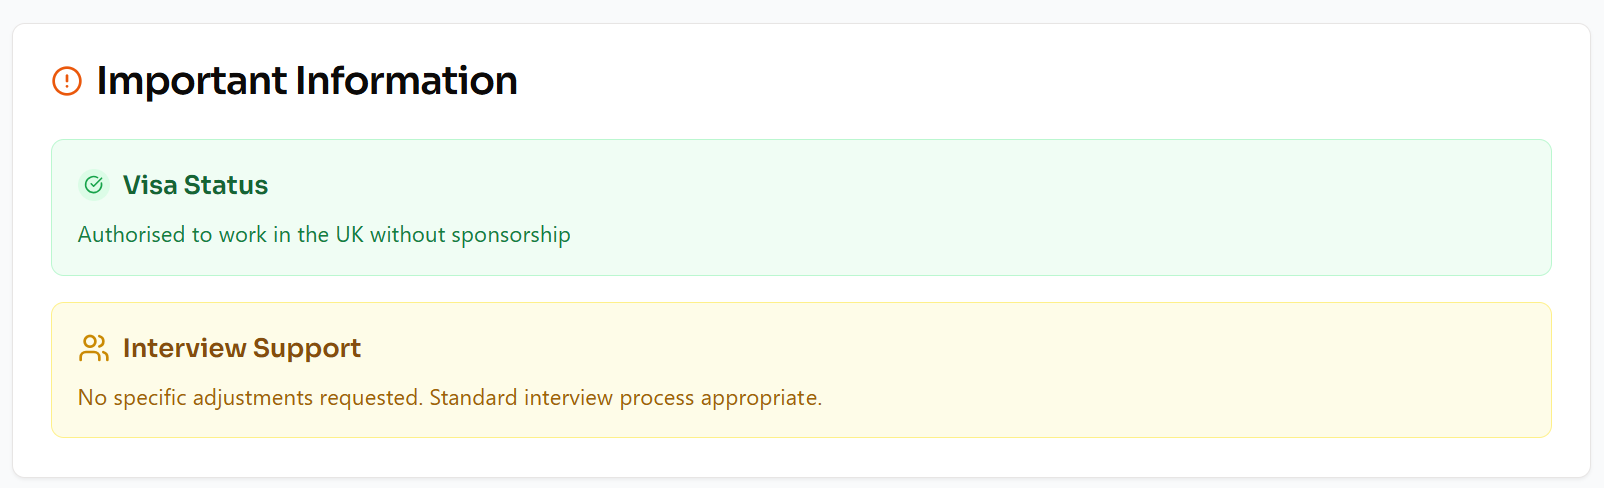 Important Information
Visa Status
Authorised to work in the UK without sponsorship
Interview Support
No specific adjustments requested. Standard interview process appropriate.